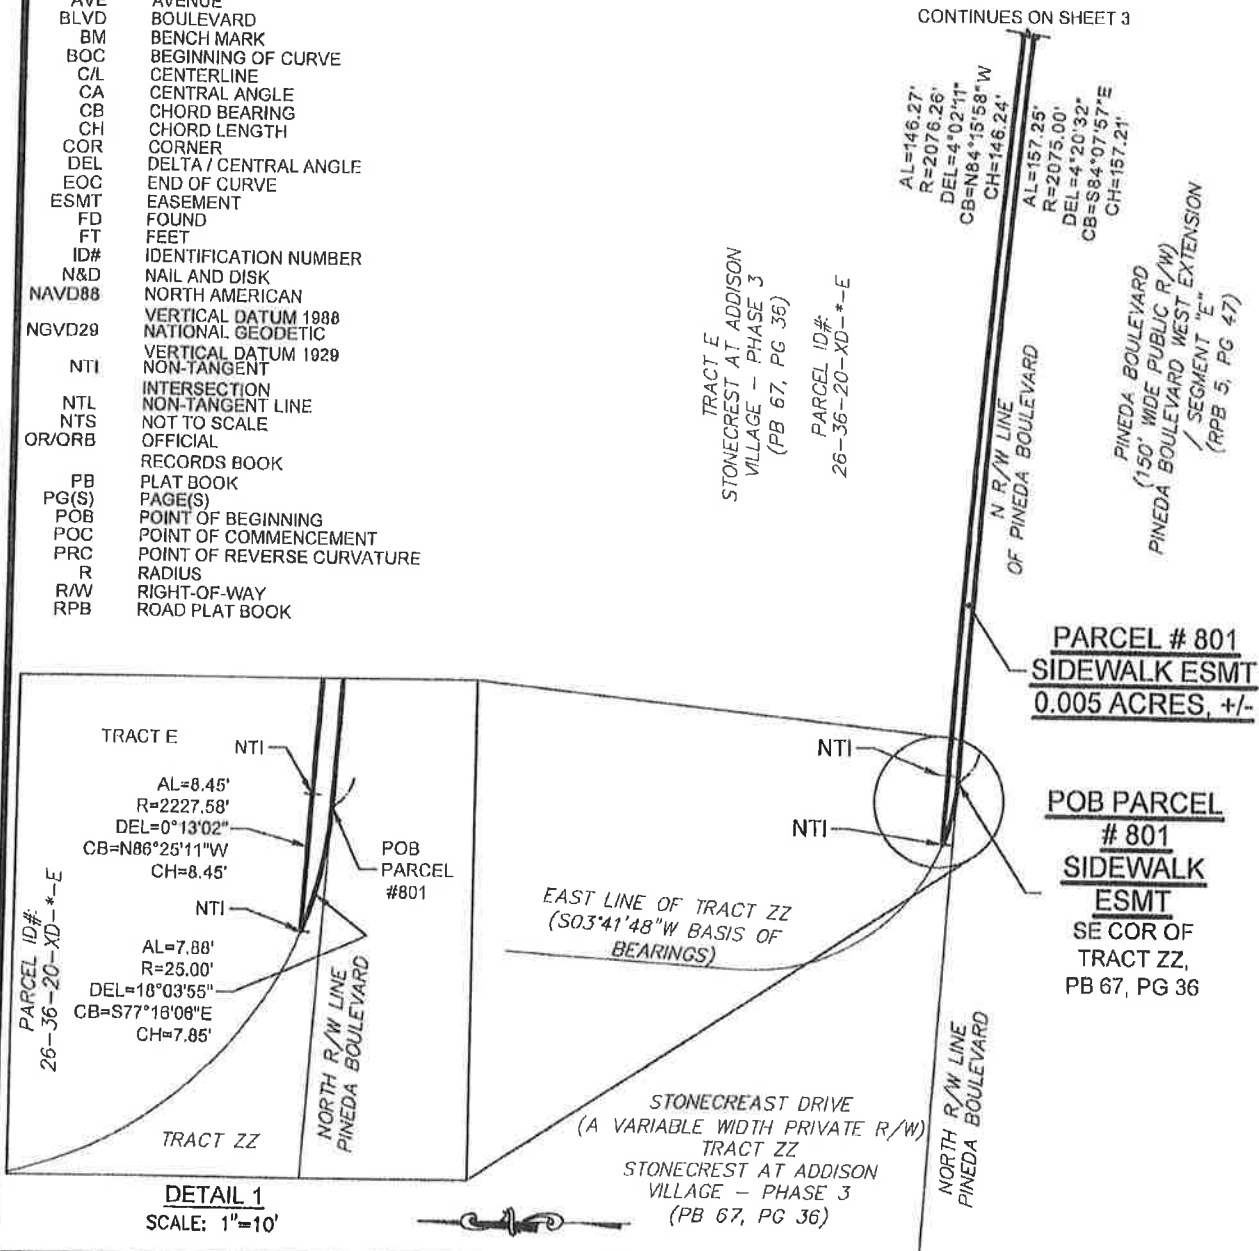 AVE AVENUE
BLVD BOULEVARD
BM BENCH MARK
BOC BEGINNING OF CURVE
C/L CENTERLINE
CA CENTRAL ANGLE
CB CHORD BEARING
CH CHORD LENGTH
COR CORNER
DEL DELTA / CENTRAL ANGLE
EOC END OF CURVE
ESMT EASEMENT
FD FOUND
FT FEET
ID# IDENTIFICATION NUMBER
N&D NAIL AND DISK
NAVD88 NORTH AMERICAN
VERTICAL DATUM 1988
NGVD29 NATIONAL GEODETIC
VERTICAL DATUM 1929
NTI NON-TANGENT
INTERSECTION
NTL NON-TANGENT LINE
NTS NOT TO SCALE
OR/ORB OFFICIAL
RECORDS BOOK
PB PLAT BOOK
PG(S) PAGE(S)
POB POINT OF BEGINNING
POC POINT OF COMMENCEMENT
PRC POINT OF REVERSE CURVATURE
R RADIUS
R/W RIGHT-OF-WAY
RPB ROAD PLAT BOOK
CONTINUES ON SHEET 3
AL=146.27'
R=2076.26'
DEL=4°02'11"
CB=N84°15'58"W
CH=146.24'
AL=157.25'
R=2075.00'
DEL=4°20'32"
CB=S84°07'57"E
CH=157.21'
TRACT E
STONECREST AT ADDISON
VILLAGE - PHASE 3
(PB 67, PG 36)
PARCEL ID#:
26-36-20-XD-*-E
N R/W LINE
OF PINEDA BOULEVARD
PINEDA BOULEVARD
(150' WIDE PUBLIC R/W)
PINEDA BOULEVARD WEST EXTENSION
/ SEGMENT "E"
(RPB 5, PG 47)
PARCEL # 801
SIDEWALK ESMT
0.005 ACRES, +/-
NTI
NTI
POB PARCEL
# 801
SIDEWALK
ESMT
SE COR OF
TRACT ZZ,
PB 67, PG 36
EAST LINE OF TRACT ZZ
(S03°41'48"W BASIS OF
BEARINGS)
TRACT E
NTI
AL=8.45'
R=2227.58'
DEL=0°13'02"
CB=N86°25'11"W
CH=8.45'
POB
PARCEL
#801
NTI
AL=7.88'
R=25.00'
DEL=18°03'55"
CB=S77°16'06"E
CH=7.85'
PARCEL ID#:
26-36-20-XD-*-E
NORTH R/W LINE
PINEDA BOULEVARD
TRACT ZZ
DETAIL 1
SCALE: 1"=10'
STONECREAST DRIVE
(A VARIABLE WIDTH PRIVATE R/W)
TRACT ZZ
STONECREST AT ADDISON
VILLAGE - PHASE 3
(PB 67, PG 36)
NORTH R/W LINE
PINEDA BOULEVARD